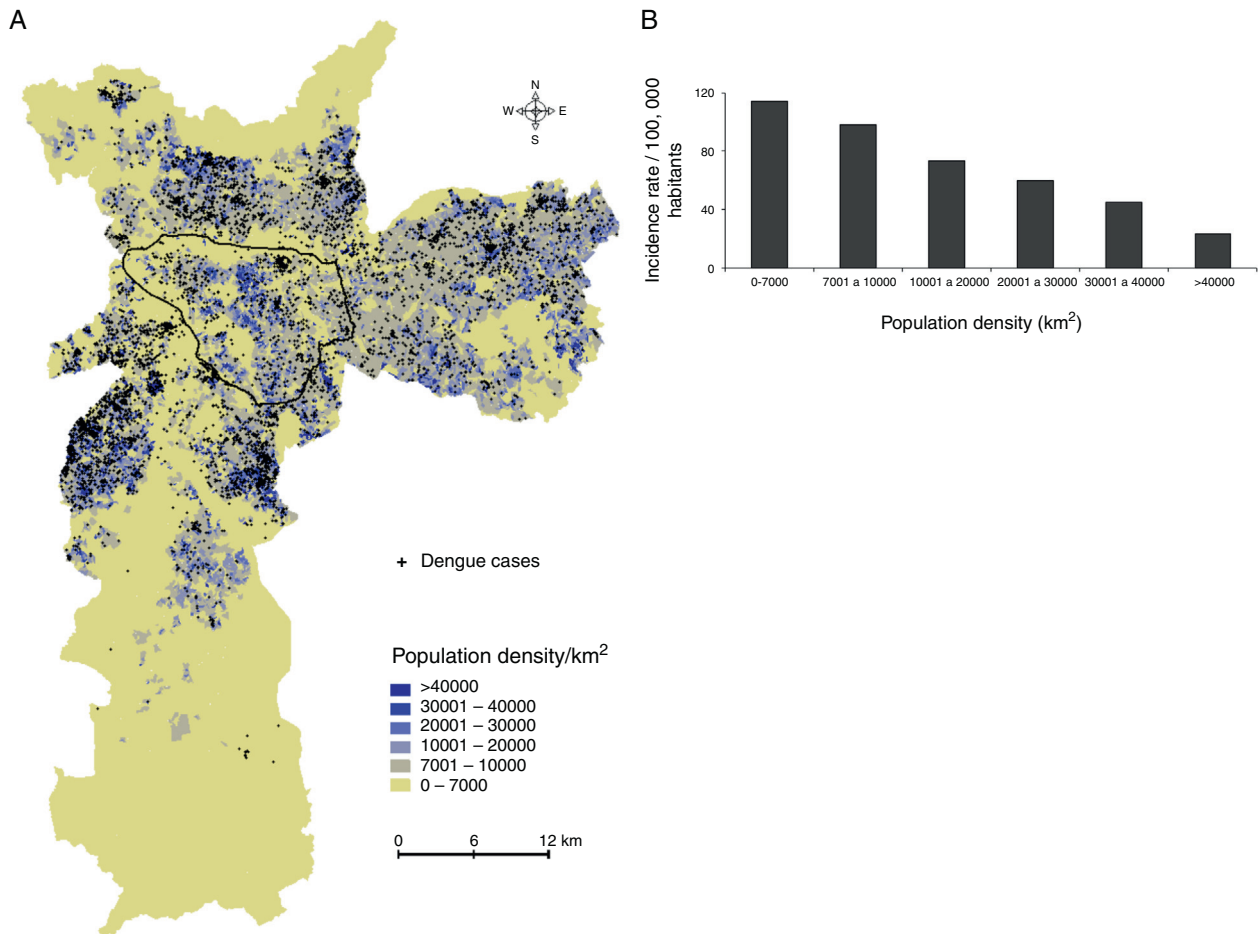 A
N
W E
S
+ Dengue cases
Population density/km²
>40000
30001 – 40000
20001 – 30000
10001 – 20000
7001 – 10000
0 – 7000
0 6 12 km
B
Incidence rate / 100, 000
habitants
120
80
40
0
0-7000 7001 a 10000 10001 a 20000 20001 a 30000 30001 a 40000 >40000
Population density (km²)